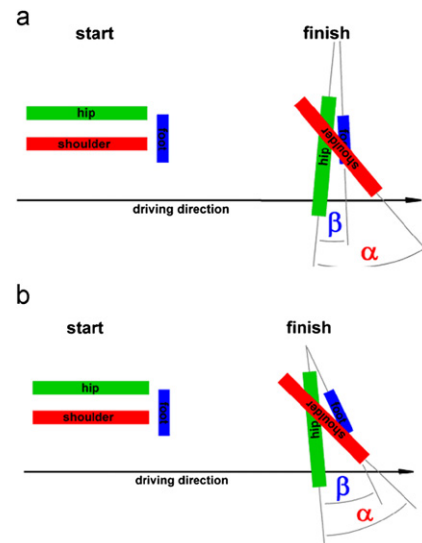 a
start
finish
hip
shoulder
foot
hip
shoulder
driving direction
β
α
b
start
finish
hip
shoulder
foot
hip
foot
shoulder
driving direction
β
α